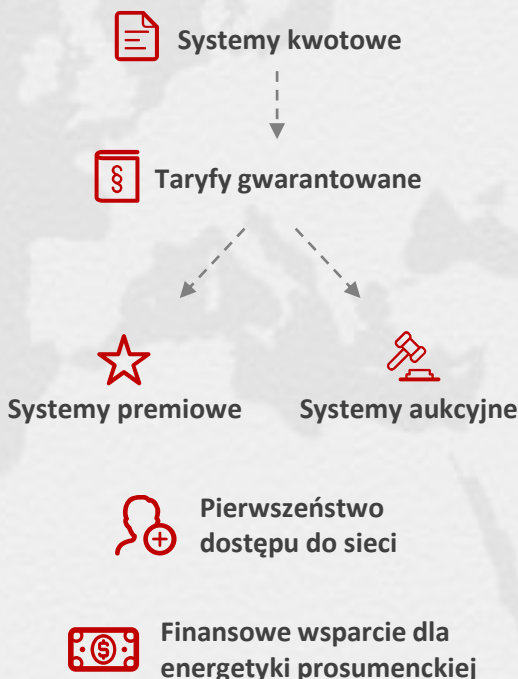 Systemy kwotowe
§ Taryfy gwarantowane
Systemy premiowe
Systemy aukcyjne
Pierwszeństwo
dostępu do sieci
$
Finansowe wsparcie dla
energetyki prosumenckiej